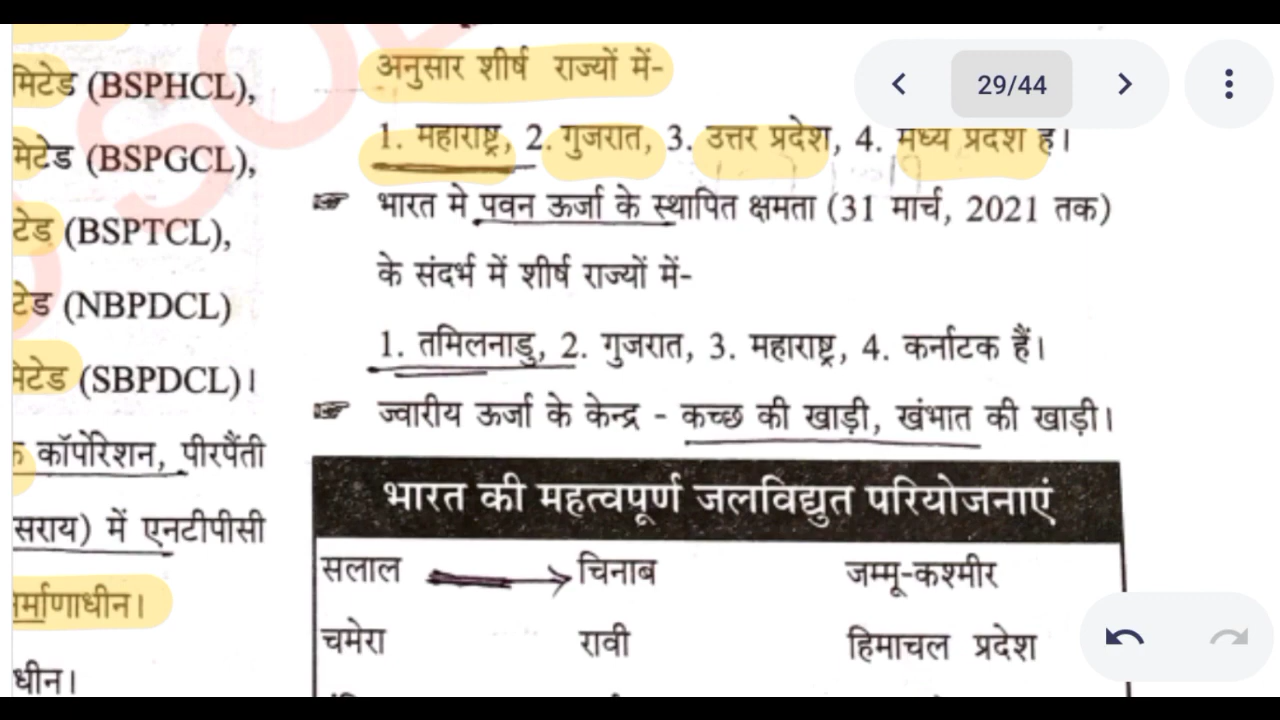 मिटेड (BSPHCL),
मिटेड (BSPGCL),
टेड (BSPTCL),
टेड (NBPDCL)
मेटेड (SBPDCL)।
कॉर्पोरेशन, पीरपैंती
सराय) में एनटीपीसी
र्माणाधीन।
धीन।
अनुसार शीर्ष राज्यों में-
1. महाराष्ट्र, 2. गुजरात, 3. उत्तर प्रदेश, 4. मध्य प्रदेश है।
☞ भारत मे पवन ऊर्जा के स्थापित क्षमता (31 मार्च, 2021 तक)
के संदर्भ में शीर्ष राज्यों में-
1. तमिलनाडु, 2. गुजरात, 3. महाराष्ट्र, 4. कर्नाटक हैं।
☞ ज्वारीय ऊर्जा के केन्द्र - कच्छ की खाड़ी, खंभात की खाड़ी।
भारत की महत्वपूर्ण जलविद्युत परियोजनाएं
सलाल चिनाब जम्मू-कश्मीर
चमेरा रावी हिमाचल प्रदेश
29/44